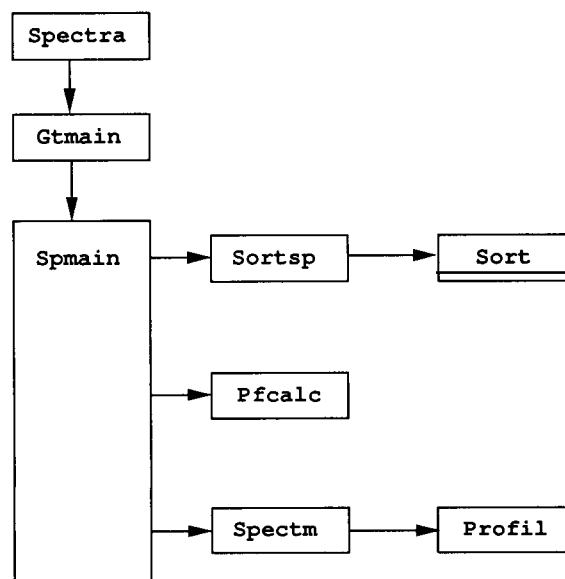 Spectra
Gtmain
Spmain
Sortsp
Sort
Pfcalc
Spectm
Profil